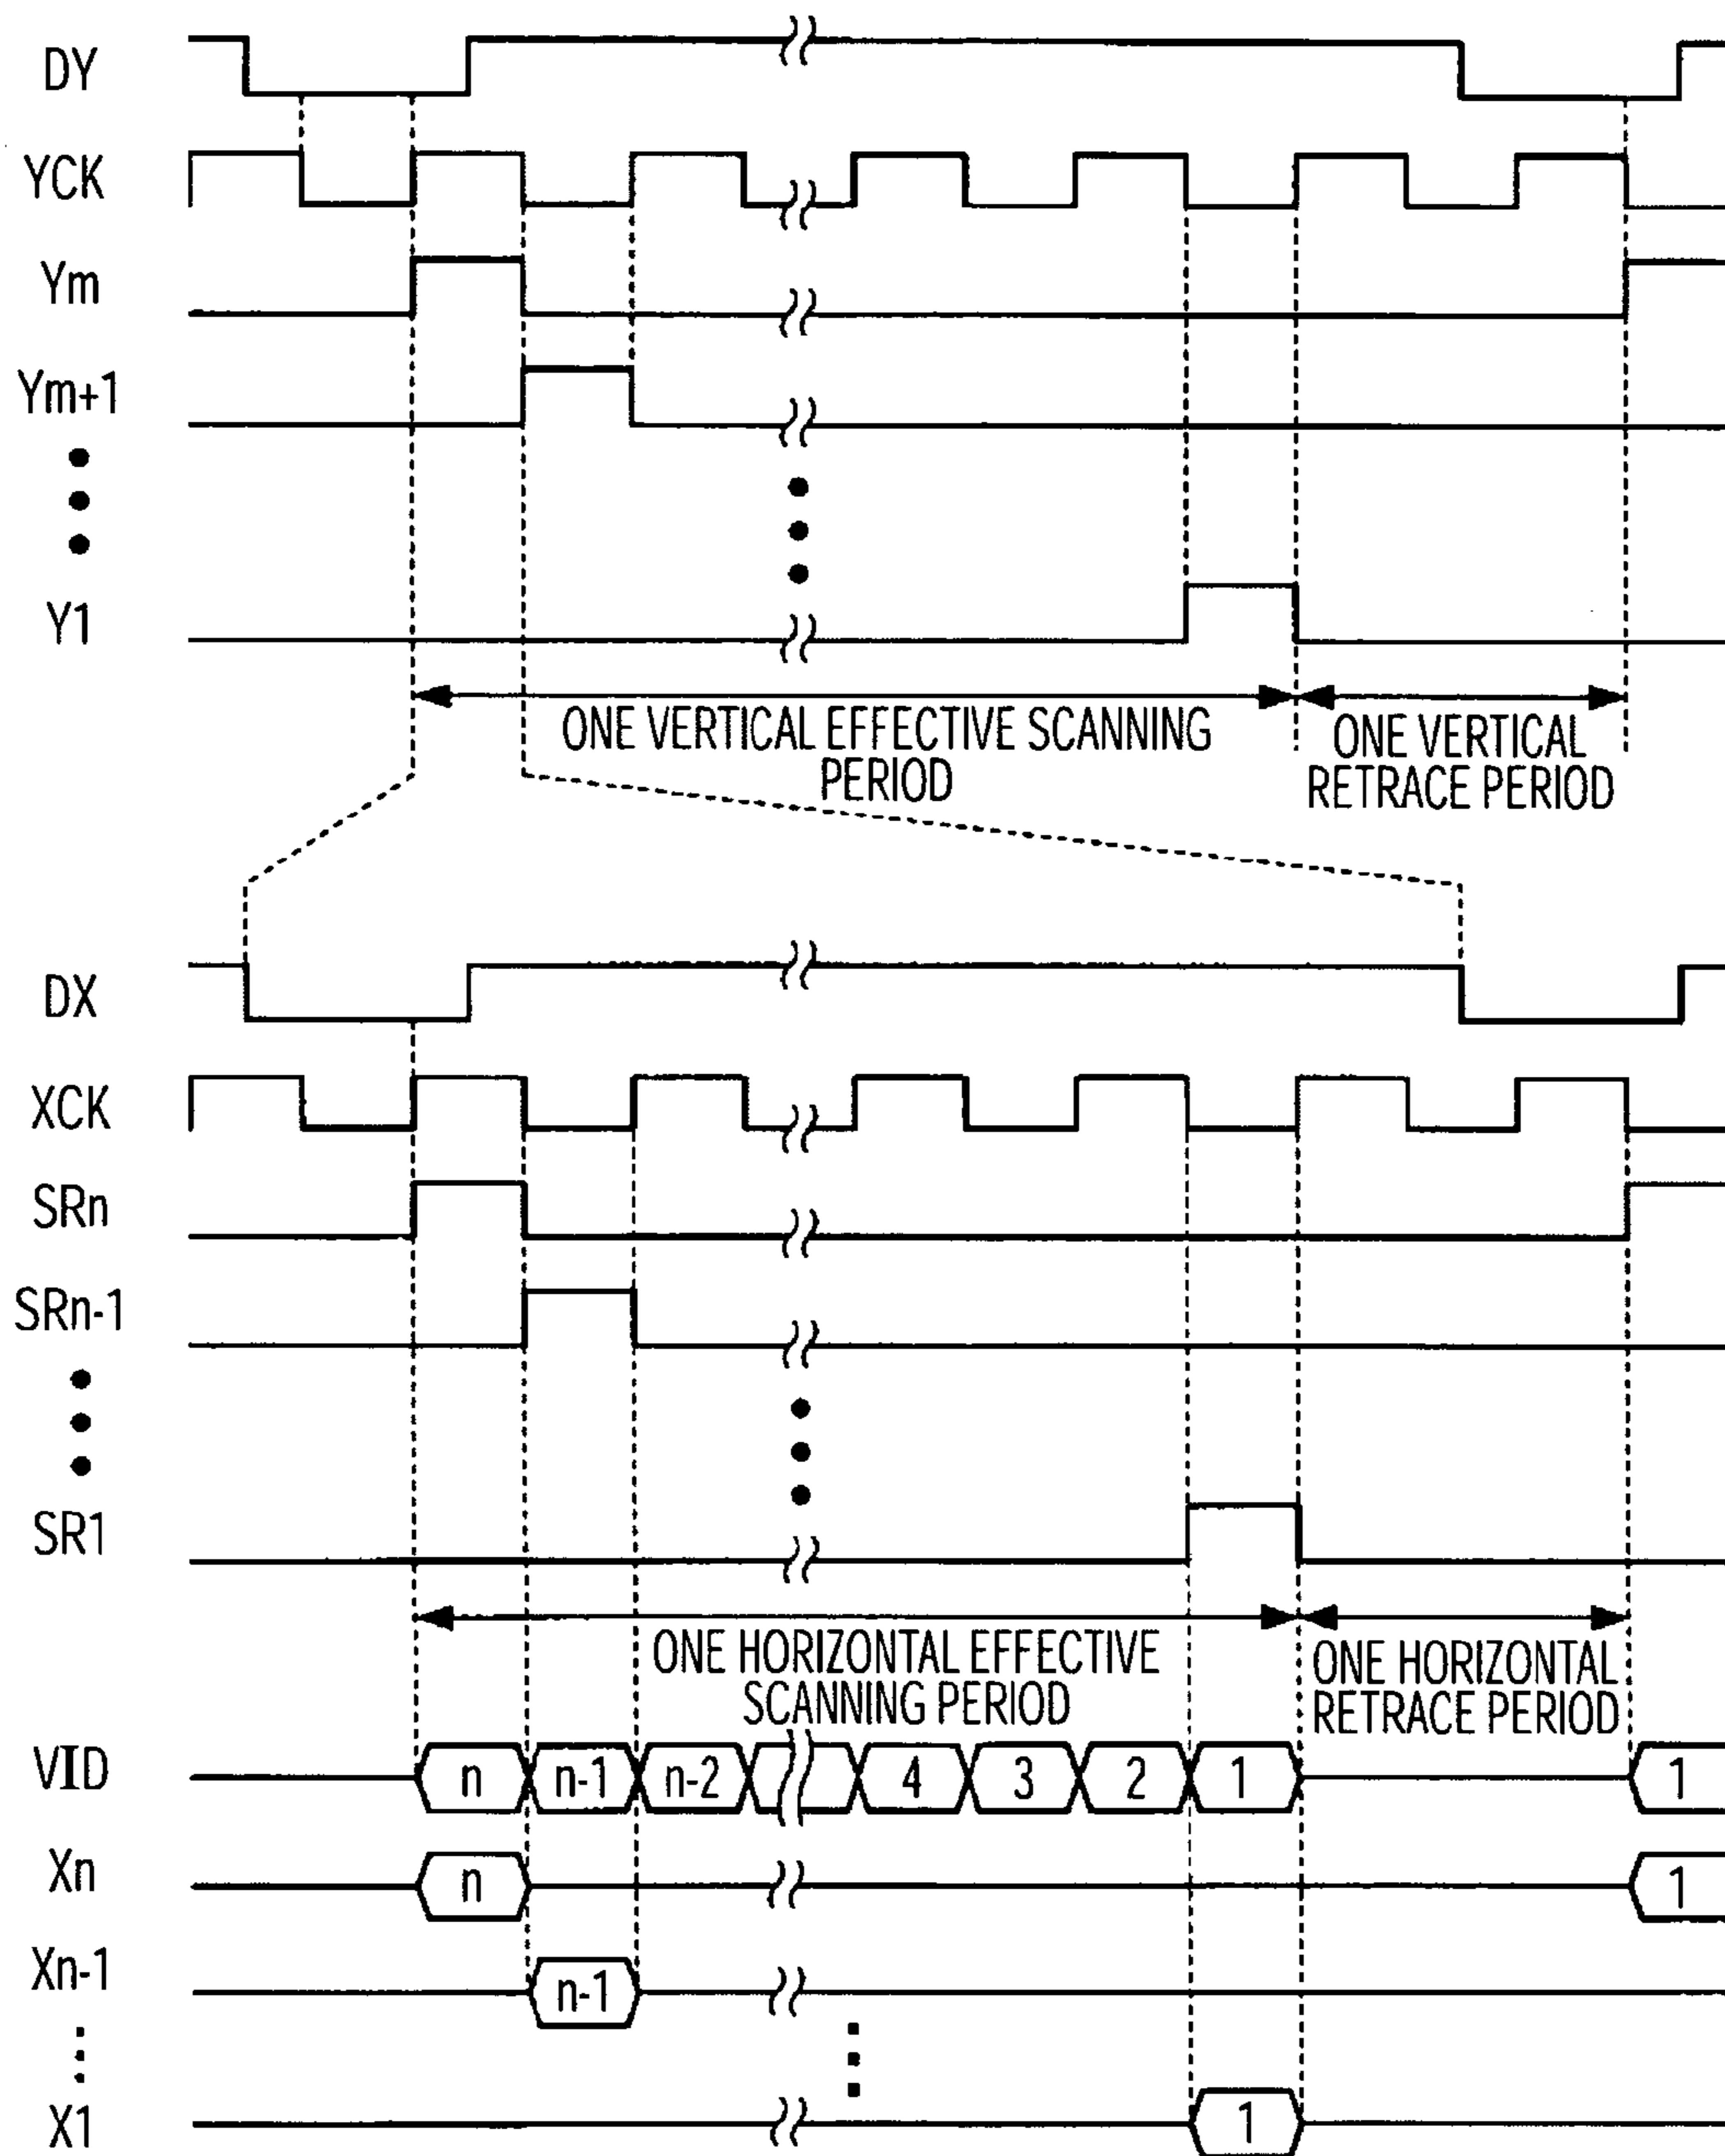 DY
YCK
Ym
Ym+1
Y1
ONE VERTICAL EFFECTIVE SCANNING
PERIOD
ONE VERTICAL
RETRACE PERIOD
DX
XCK
SRn
SRn-1
SR1
ONE HORIZONTAL EFFECTIVE
SCANNING PERIOD
ONE HORIZONTAL
RETRACE PERIOD
VID n n-1 n-2 4 3 2 1 1
Xn n 1
Xn-1 n-1
X1 1